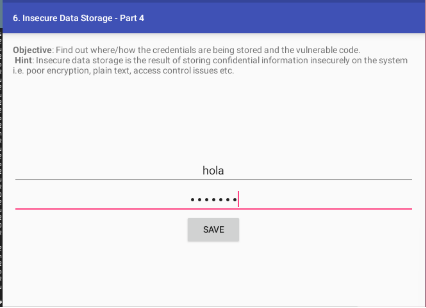 6. Insecure Data Storage - Part 4
Objective: Find out where/how the credentials are being stored and the vulnerable code.
Hint: Insecure data storage is the result of storing confidential information insecurely on the system
i.e. poor encryption, plain text, access control issues etc.
hola
•••••••
SAVE